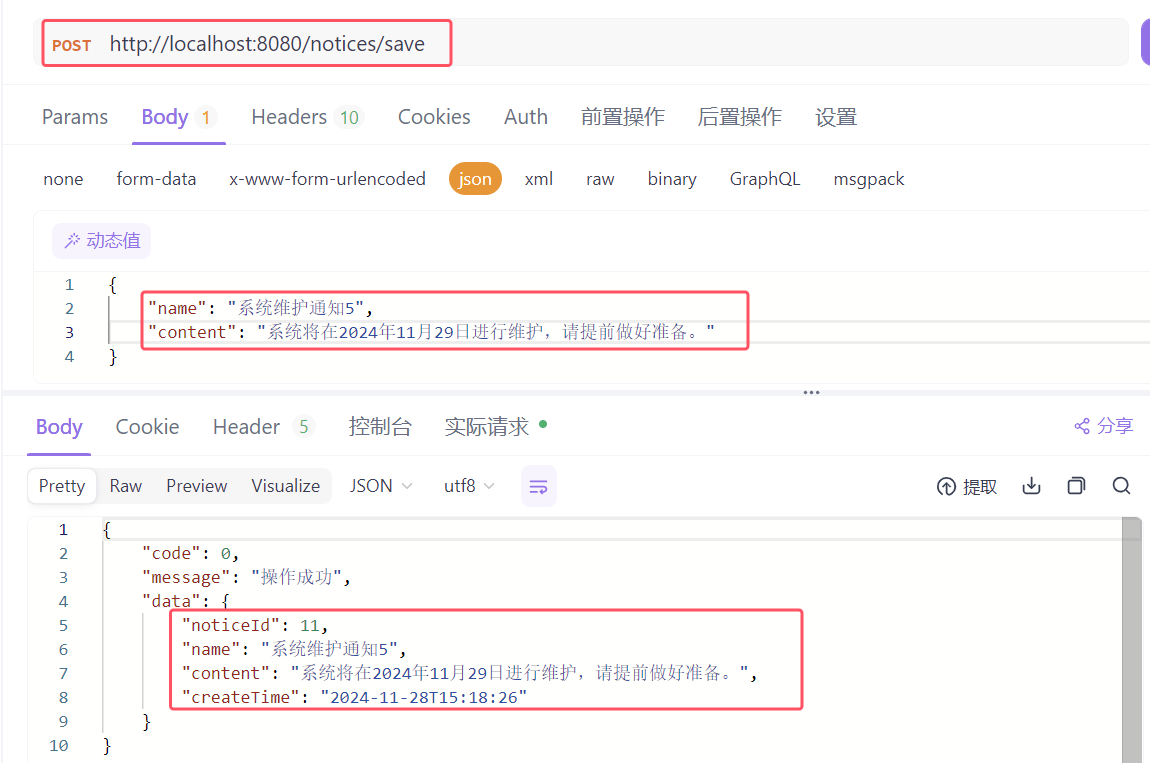 POST http://localhost:8080/notices/save
Params Body 1 Headers 10 Cookies Auth 前置操作 后置操作 设置
none form-data x-www-form-urlencoded json xml raw binary GraphQL msgpack
动态值
1 {
2 "name": "系统维护通知5",
3 "content": "系统将在2024年11月29日进行维护，请提前做好准备。"
4 }
Body Cookie Header 5 控制台 实际请求 分享
Pretty Raw Preview Visualize JSON utf8 提取
1 {
2 "code": 0,
3 "message": "操作成功",
4 "data": {
5 "noticeId": 11,
6 "name": "系统维护通知5",
7 "content": "系统将在2024年11月29日进行维护，请提前做好准备。",
8 "createTime": "2024-11-28T15:18:26"
9 }
10 }